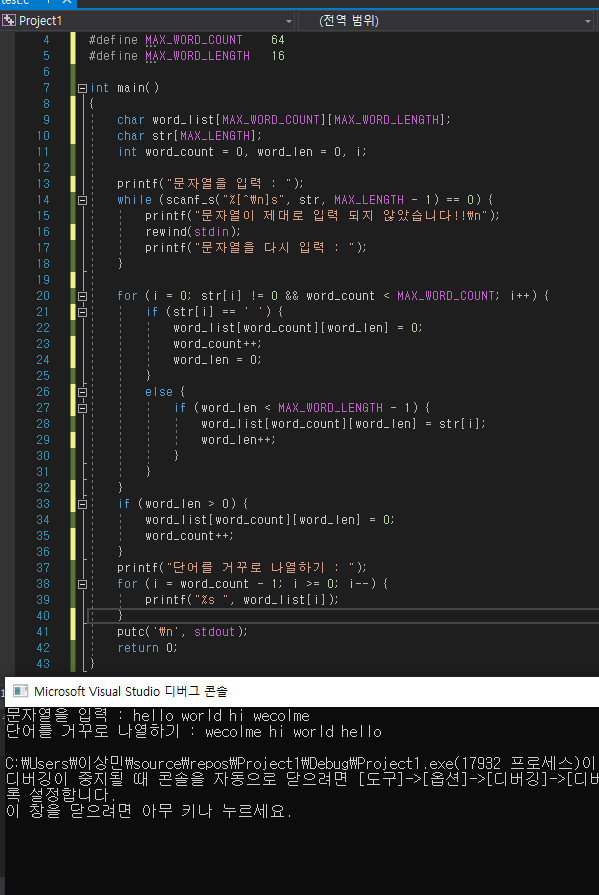 test.c
Project1 (전역 범위)
4 #define MAX_WORD_COUNT 64
5 #define MAX_WORD_LENGTH 16
6
7 int main()
8 {
9 char word_list[MAX_WORD_COUNT][MAX_WORD_LENGTH];
10 char str[MAX_LENGTH];
11 int word_count = 0, word_len = 0, i;
12
13 printf("문자열을 입력 : ");
14 while (scanf_s("%[^₩n]s", str, MAX_LENGTH - 1) == 0) {
15 printf("문자열이 제대로 입력 되지 않았습니다!!₩n");
16 rewind(stdin);
17 printf("문자열을 다시 입력 : ");
18 }
19
20 for (i = 0; str[i] != 0 && word_count < MAX_WORD_COUNT; i++) {
21 if (str[i] == ' ') {
22 word_list[word_count][word_len] = 0;
23 word_count++;
24 word_len = 0;
25 }
26 else {
27 if (word_len < MAX_WORD_LENGTH - 1) {
28 word_list[word_count][word_len] = str[i];
29 word_len++;
30 }
31 }
32 }
33 if (word_len > 0) {
34 word_list[word_count][word_len] = 0;
35 word_count++;
36 }
37 printf("단어를 거꾸로 나열하기 : ");
38 for (i = word_count - 1; i >= 0; i--) {
39 printf("%s ", word_list[i]);
40 }
41 putc('₩n', stdout);
42 return 0;
43 }
Microsoft Visual Studio 디버그 콘솔
문자열을 입력 : hello world hi wecolme
단어를 거꾸로 나열하기 : wecolme hi world hello
C:₩Users₩이상민₩source₩repos₩Project1₩Debug₩Project1.exe(17932 프로세스)이
디버깅이 중지될 때 콘솔을 자동으로 닫으려면 [도구]->[옵션]->[디버깅]->[디버
록 설정합니다.
이 창을 닫으려면 아무 키나 누르세요.